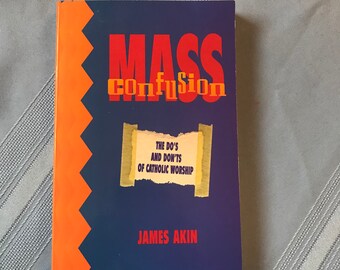 MASS
confusion
THE DO'S
AND DON'TS
OF CATHOLIC WORSHIP
JAMES AKIN